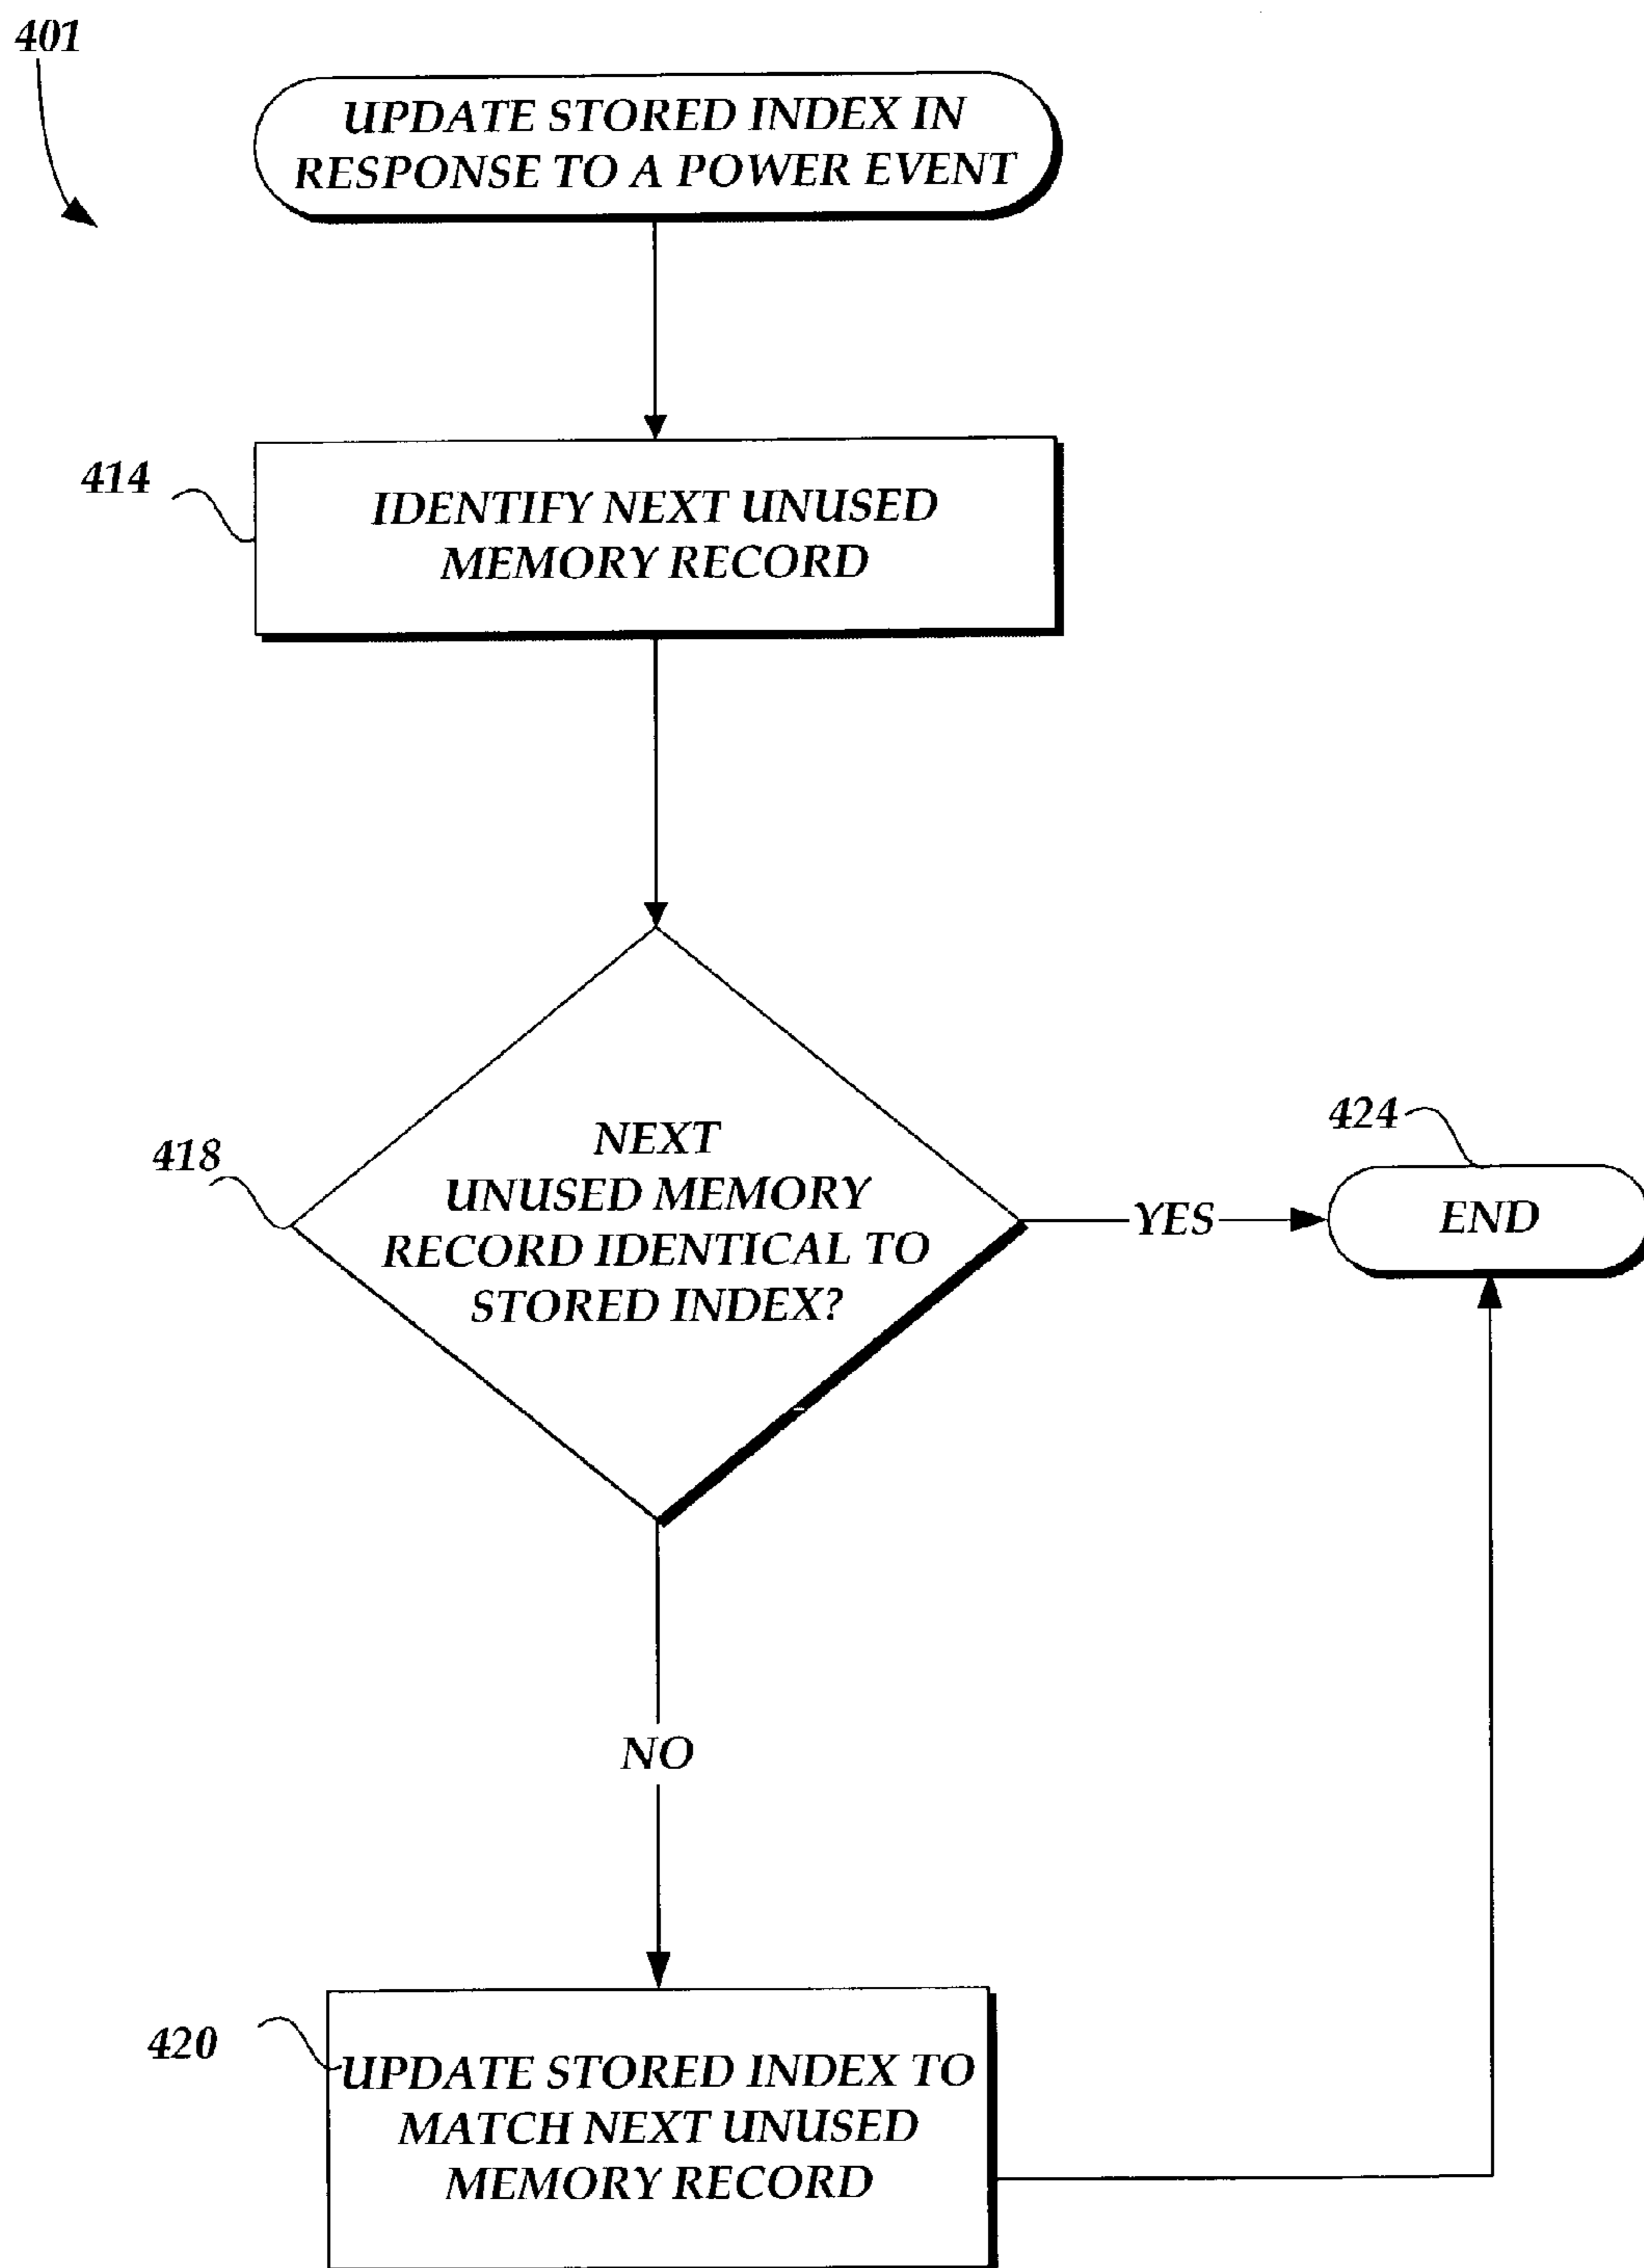 401
UPDATE STORED INDEX IN
RESPONSE TO A POWER EVENT
414
IDENTIFY NEXT UNUSED
MEMORY RECORD
418
NEXT
UNUSED MEMORY
RECORD IDENTICAL TO
STORED INDEX?
YES
424
END
NO
420
UPDATE STORED INDEX TO
MATCH NEXT UNUSED
MEMORY RECORD